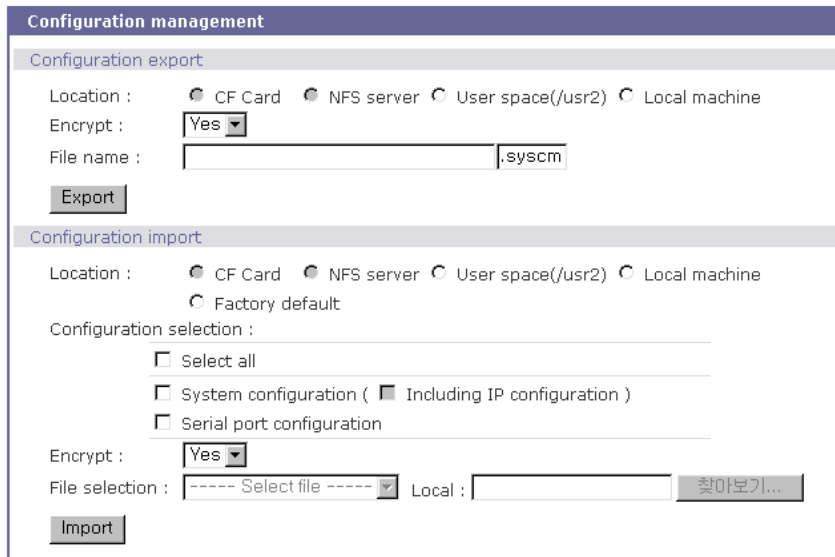 Configuration management
Configuration export
Location : CF Card NFS server User space(/usr2) Local machine
Encrypt : Yes
File name : .syscm
Export
Configuration import
Location : CF Card NFS server User space(/usr2) Local machine
Factory default
Configuration selection :
Select all
System configuration ( Including IP configuration )
Serial port configuration
Encrypt : Yes
File selection : ----- Select file ----- Local : 찾아보기...
Import